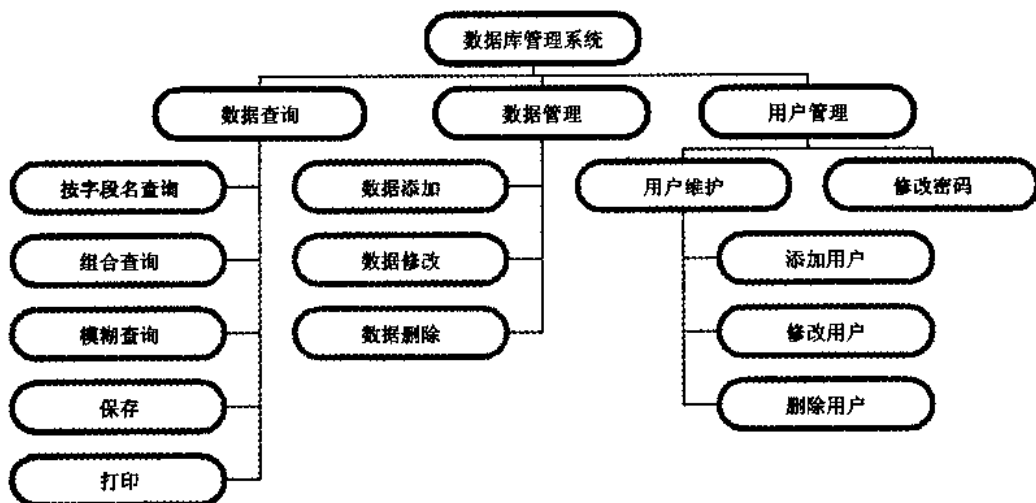 数据库管理系统
数据查询
数据管理
用户管理
按字段名查询
数据添加
用户维护
修改密码
组合查询
数据修改
添加用户
模糊查询
数据删除
修改用户
保存
删除用户
打印